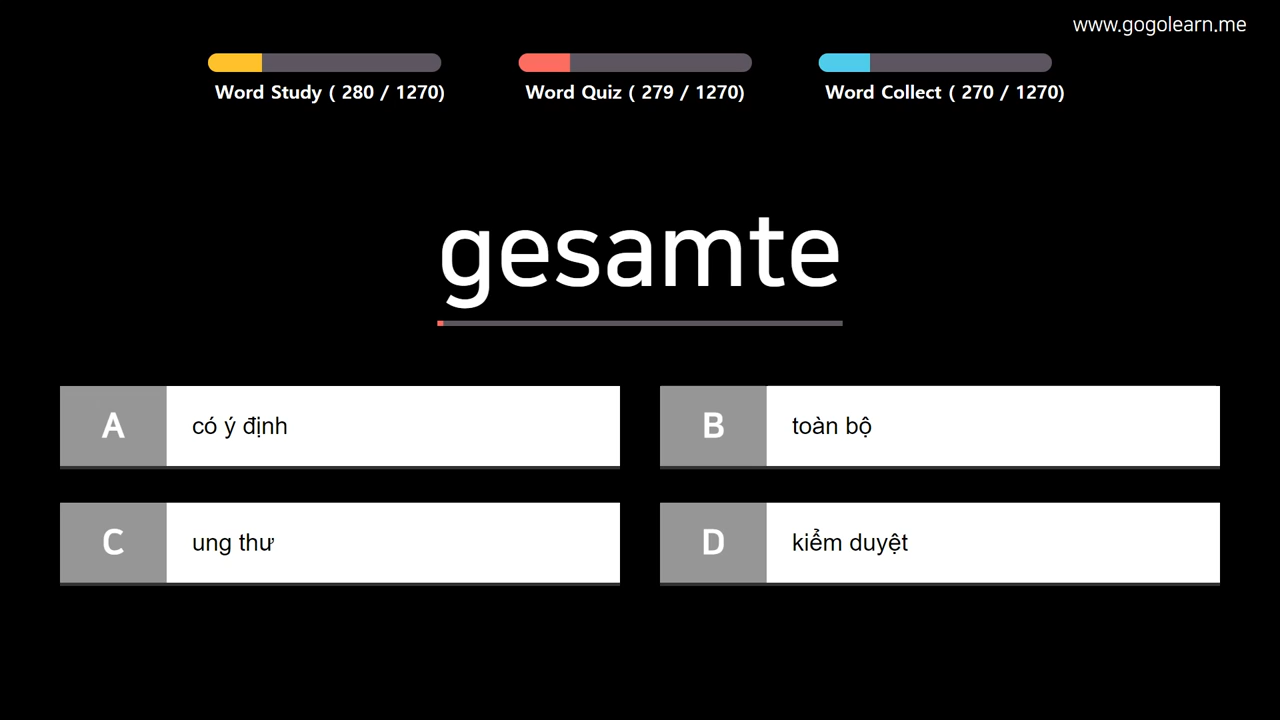 www.gogolearn.me
Word Study ( 280 / 1270)
Word Quiz ( 279 / 1270)
Word Collect ( 270 / 1270)
gesamte
A
có ý định
B
toàn bộ
C
ung thư
D
kiểm duyệt